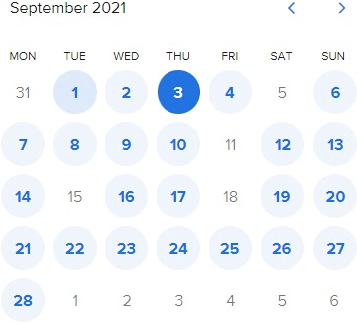 September 2021
MON TUE WED THU FRI SAT SUN
31 1 2 3 4 5 6
7 8 9 10 11 12 13
14 15 16 17 18 19 20
21 22 23 24 25 26 27
28 1 2 3 4 5 6